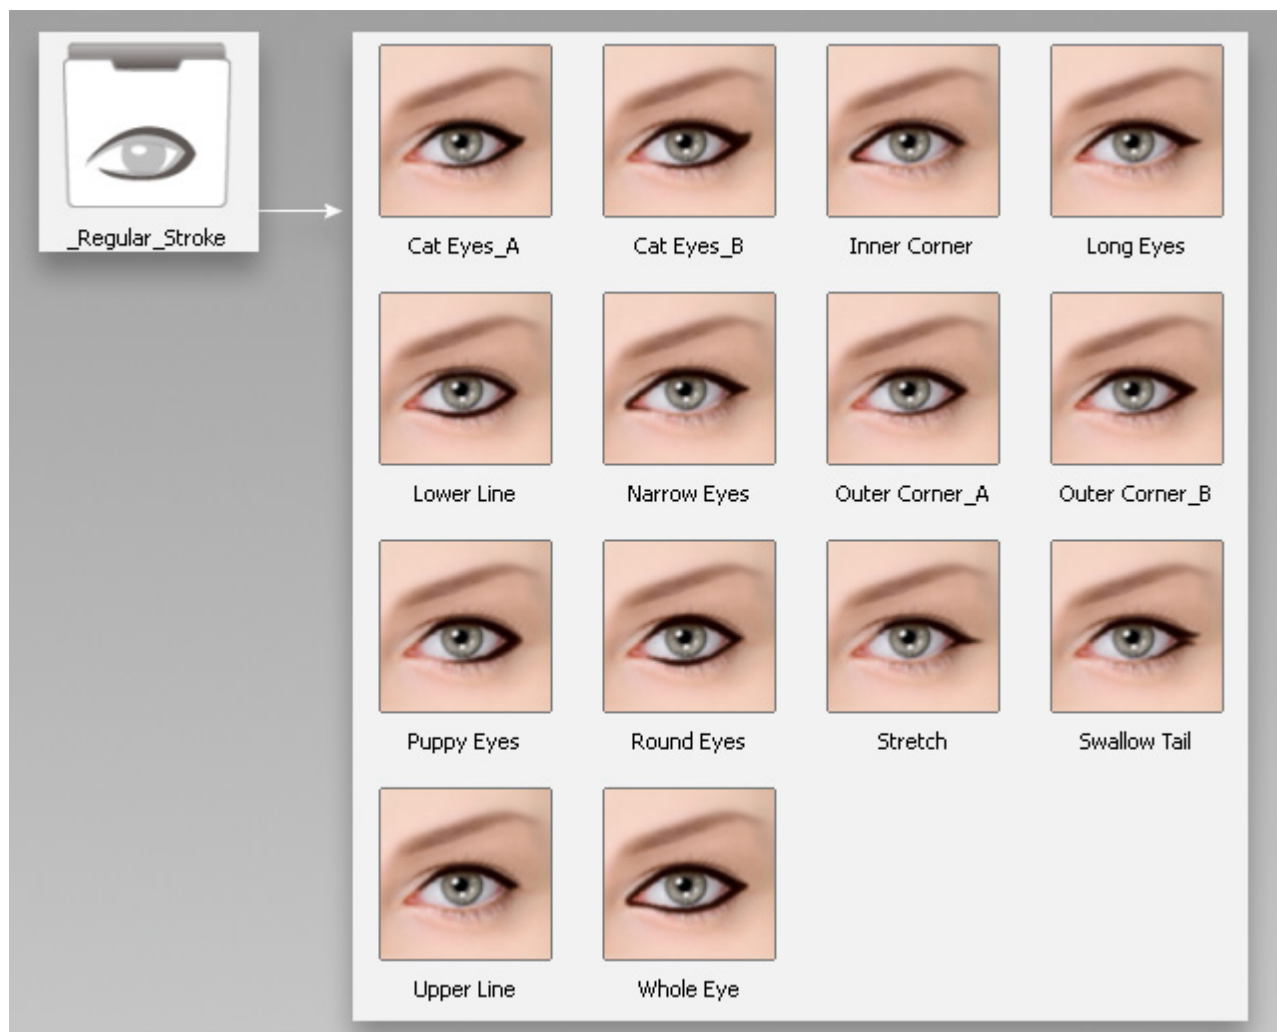 _Regular_Stroke
Cat Eyes_A
Cat Eyes_B
Inner Corner
Long Eyes
Lower Line
Narrow Eyes
Outer Corner_A
Outer Corner_B
Puppy Eyes
Round Eyes
Stretch
Swallow Tail
Upper Line
Whole Eye